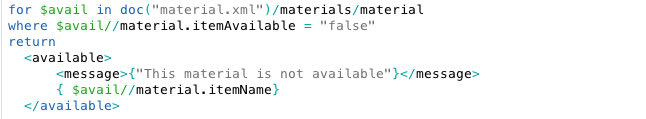 for $avail in doc("material.xml")/materials/material
where $avail//material.itemAvailable = "false"
return
  <available>
      <message>{"This material is not available"}</message>
      { $avail//material.itemName}
  </available>